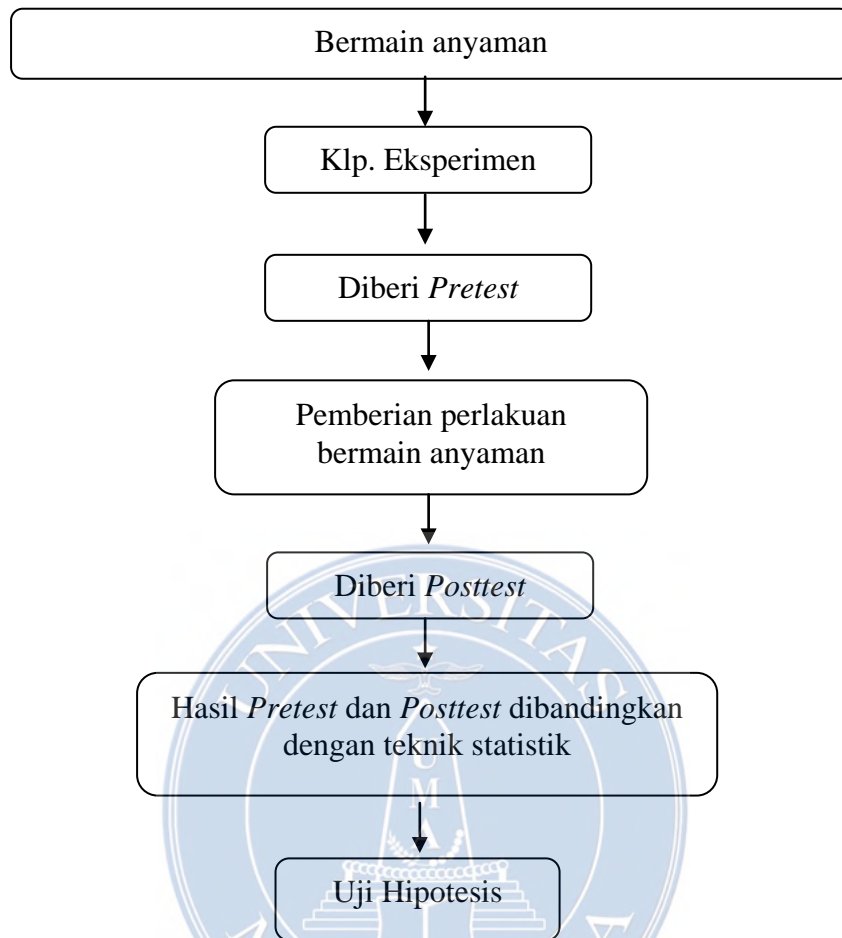 Bermain anyaman
Klp. Eksperimen
Diberi Pretest
Pemberian perlakuan
bermain anyaman
Diberi Posttest
UNIVERSITAS
Hasil Pretest dan Posttest dibandingkan
dengan teknik statistik
U
M
A
Uji Hipotesis